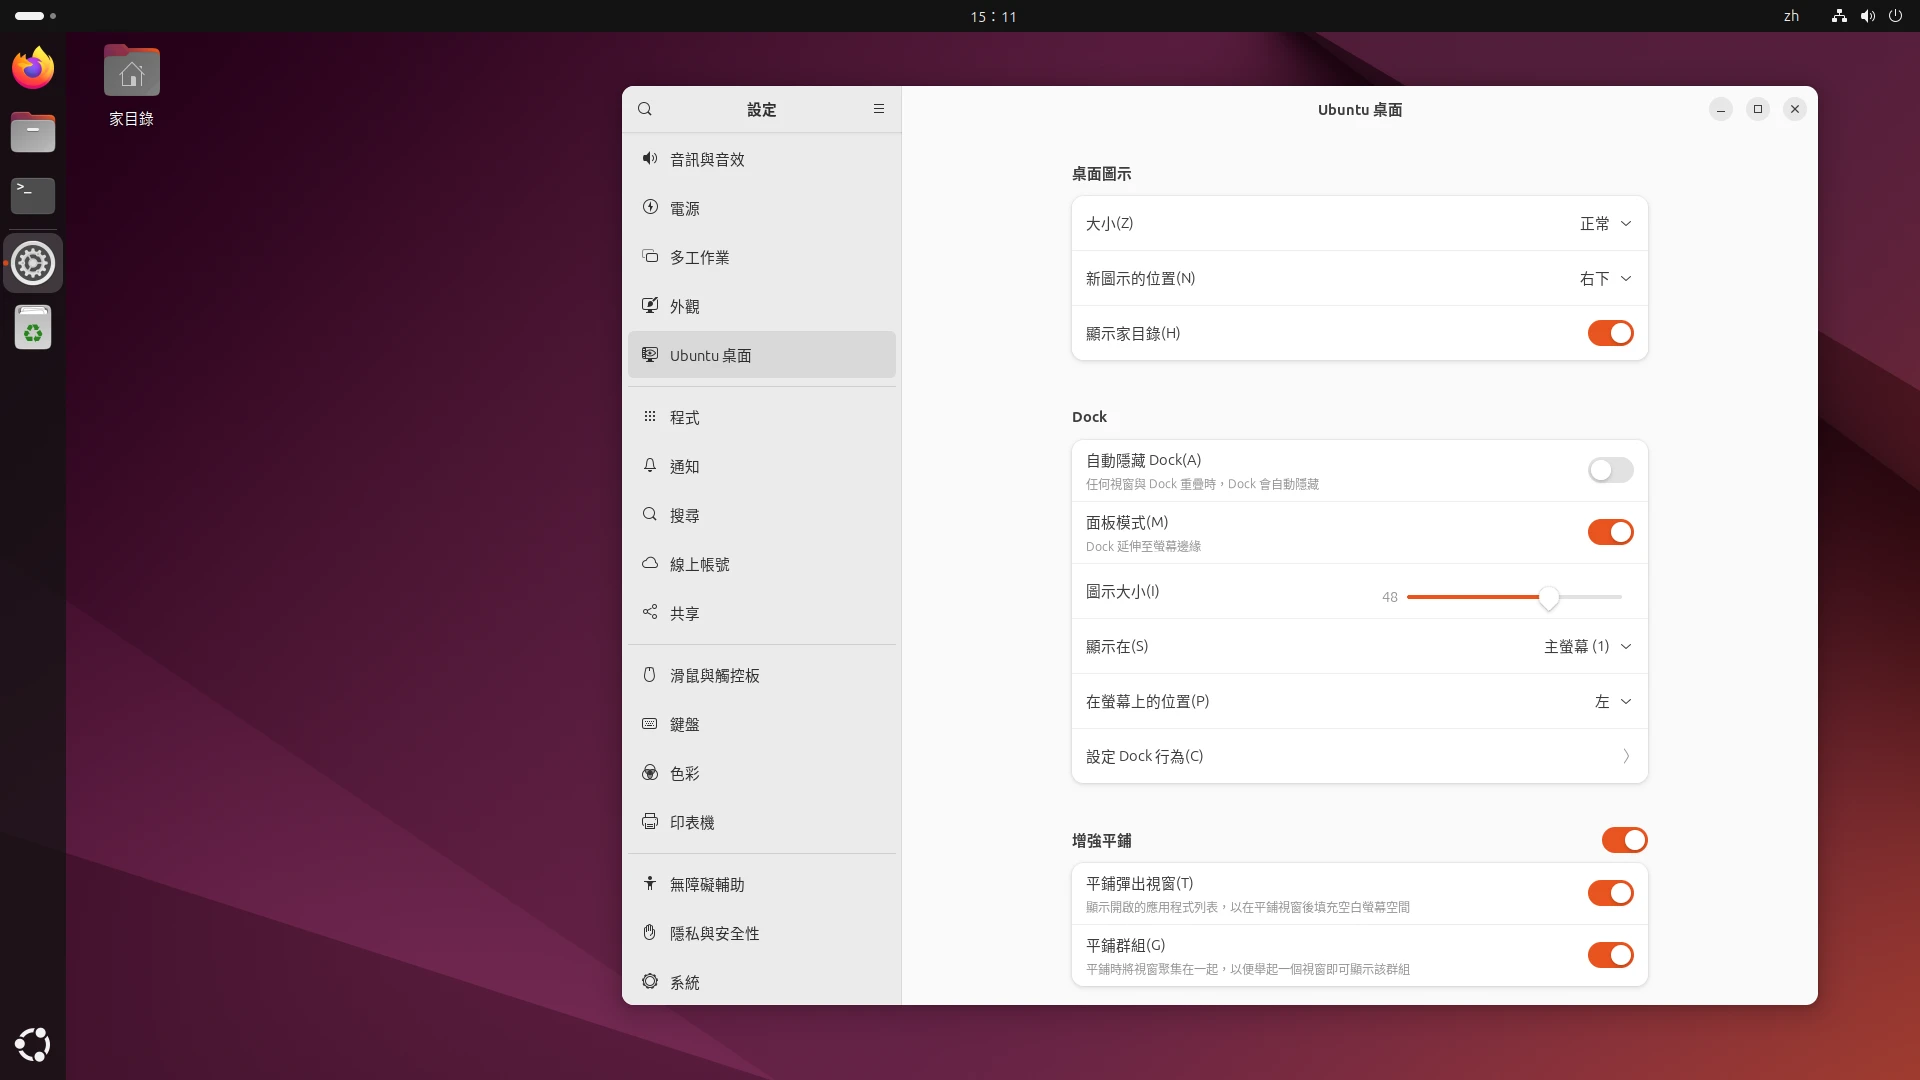 15：11
zh
家目錄
設定
音訊與音效
電源
多工作業
外觀
Ubuntu 桌面
程式
通知
搜尋
線上帳號
共享
滑鼠與觸控板
鍵盤
色彩
印表機
無障礙輔助
隱私與安全性
系統
Ubuntu 桌面
桌面圖示
大小(Z)
正常
新圖示的位置(N)
右下
顯示家目錄(H)
Dock
自動隱藏 Dock(A)
任何視窗與 Dock 重疊時，Dock 會自動隱藏
面板模式(M)
Dock 延伸至螢幕邊緣
圖示大小(I)
48
顯示在(S)
主螢幕 (1)
在螢幕上的位置(P)
左
設定 Dock 行為(C)
增強平鋪
平鋪彈出視窗(T)
顯示開啟的應用程式列表，以在平鋪視窗後填充空白螢幕空間
平鋪群組(G)
平鋪時將視窗聚集在一起，以便舉起一個視窗即可顯示該群組